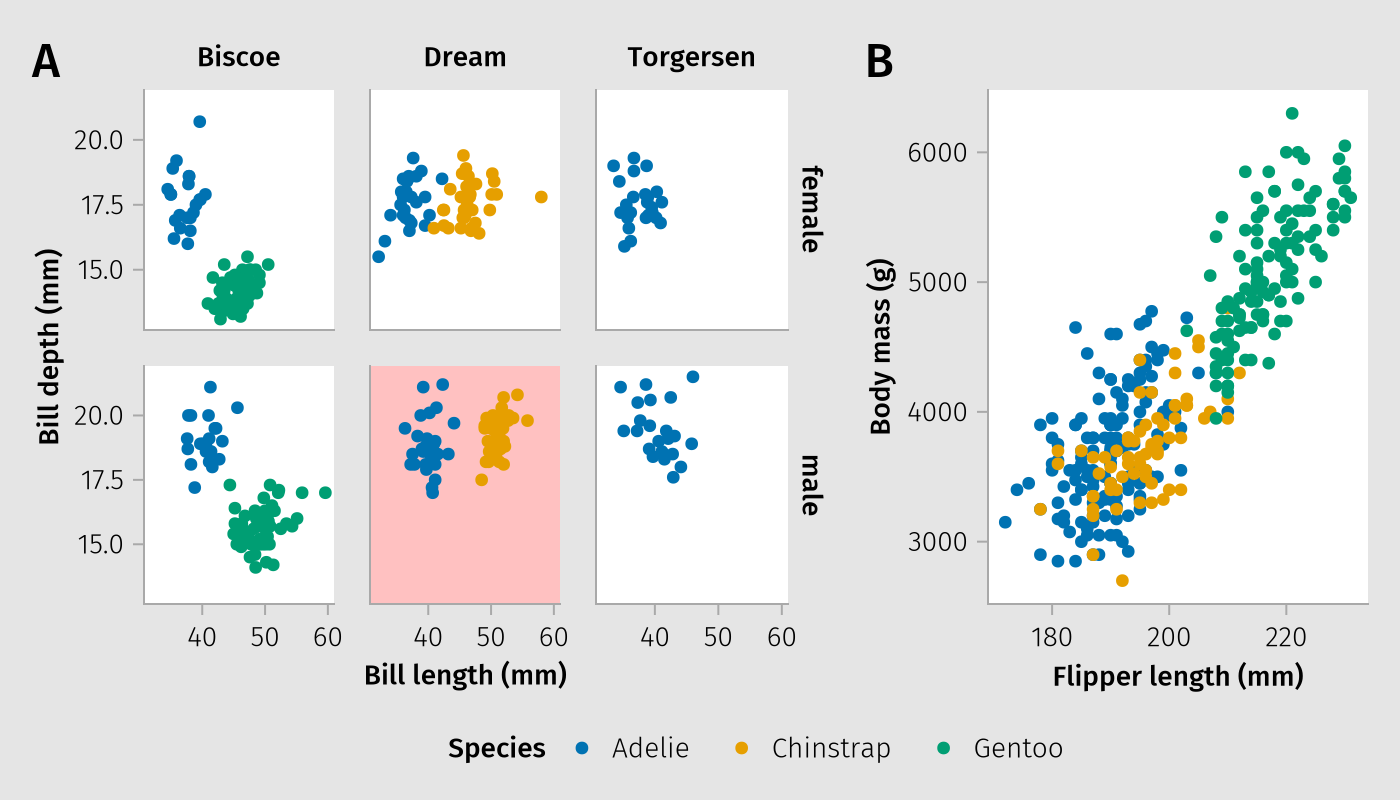 A
Biscoe
Dream
Torgersen
B
Bill depth (mm)
20.0
17.5
15.0
female
20.0
17.5
15.0
male
40 50 60
40 50 60
40 50 60
Bill length (mm)
Body mass (g)
6000
5000
4000
3000
180 200 220
Flipper length (mm)
Species Adelie Chinstrap Gentoo